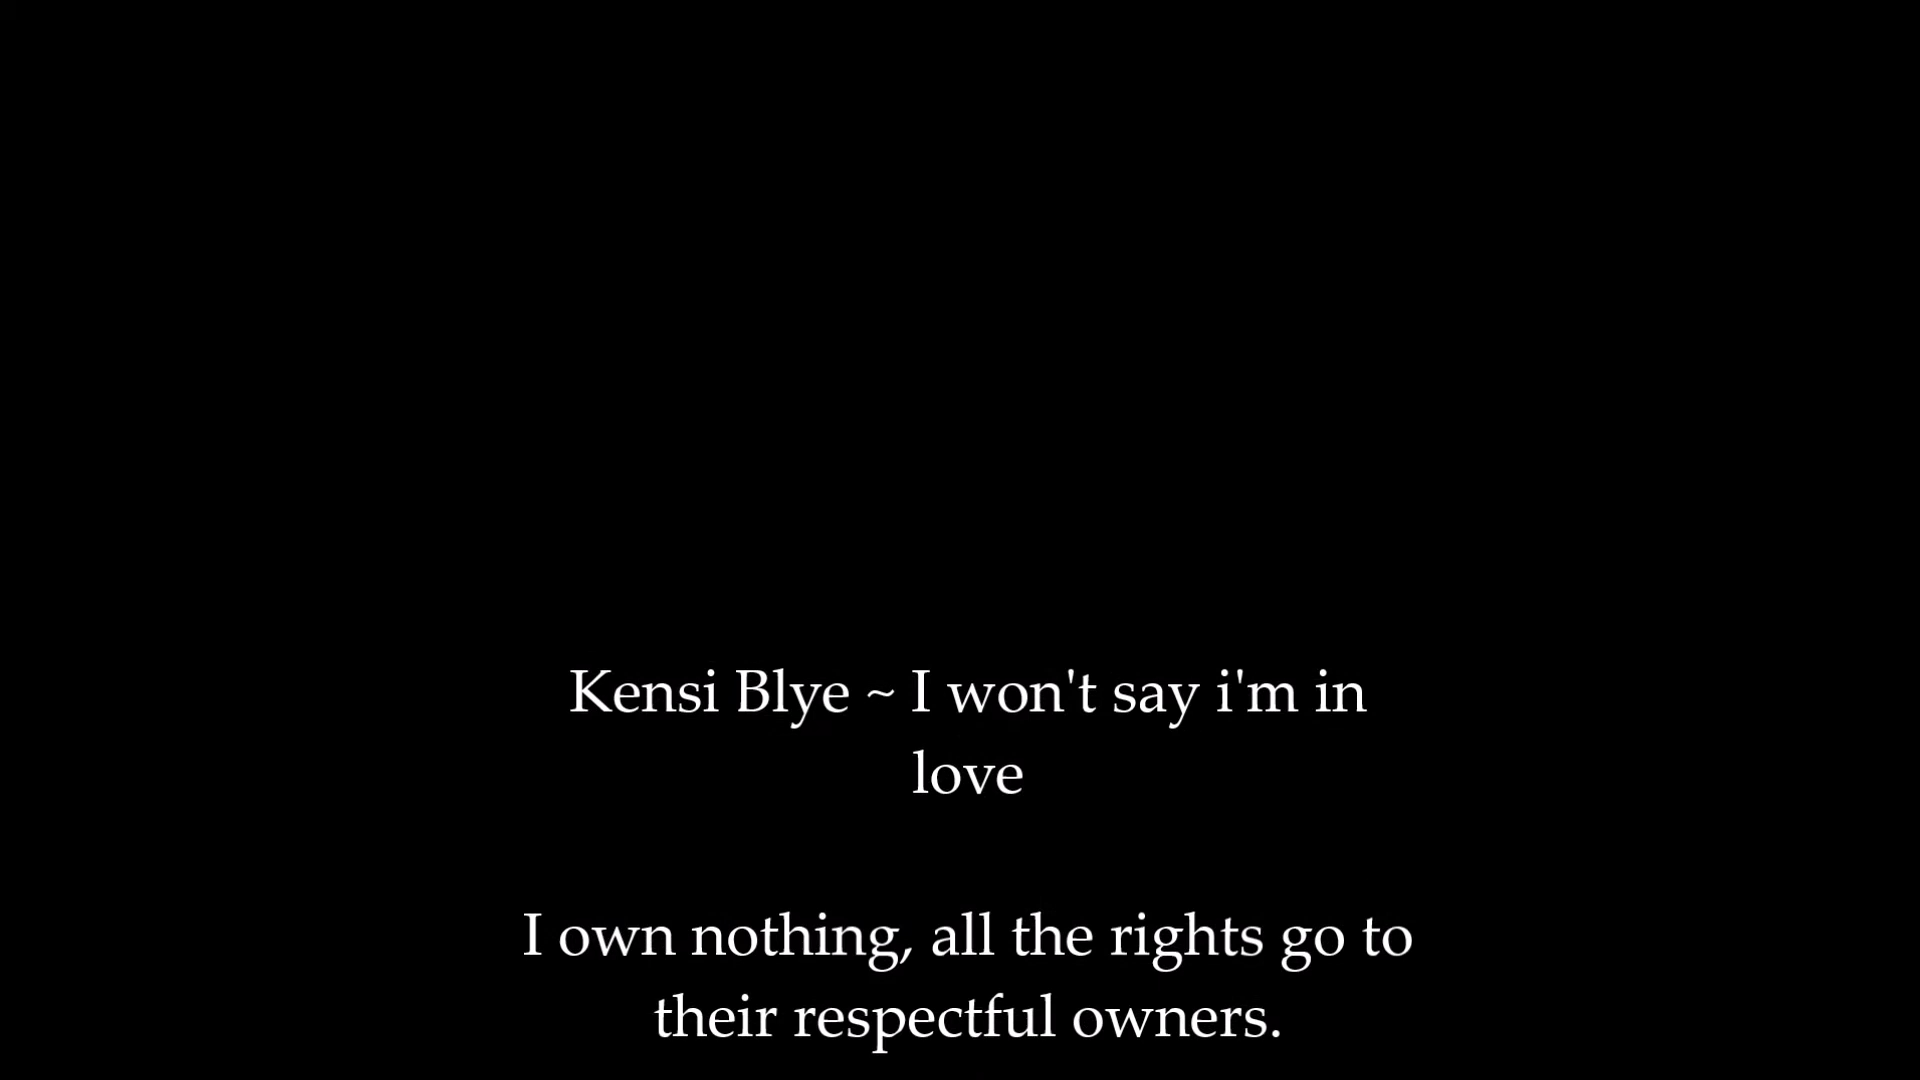 Kensi Blye ~ I won't say i'm in
love
I own nothing, all the rights go to
their respectful owners.